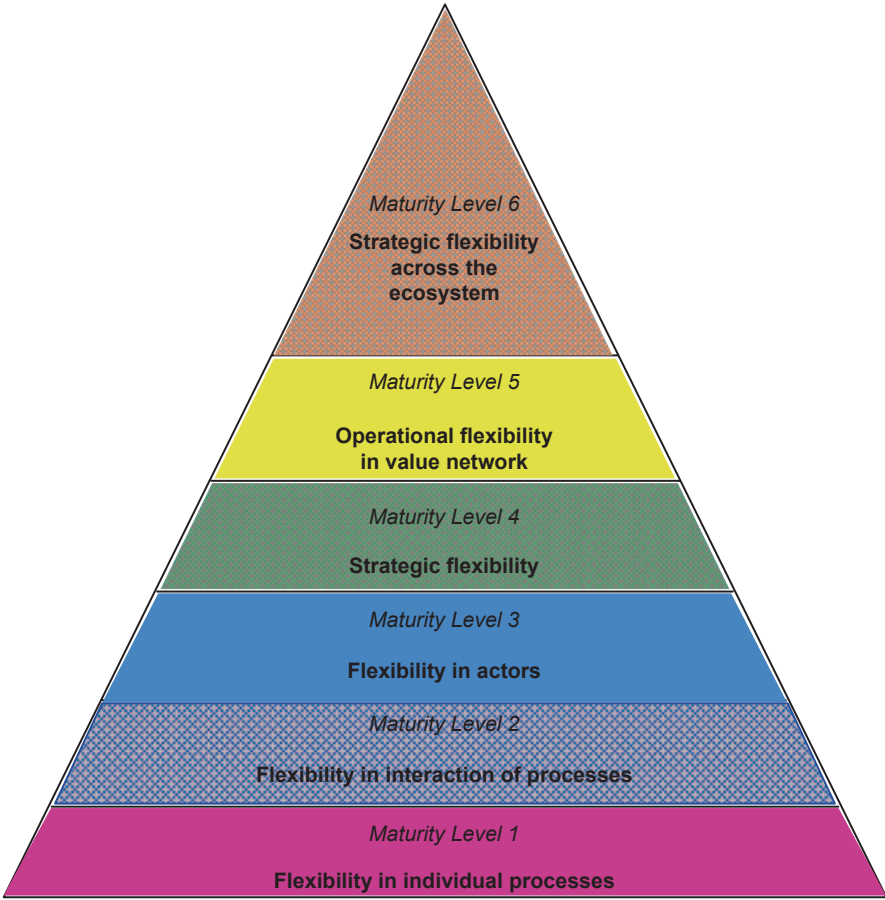 Maturity Level 6
Strategic flexibility
across the
ecosystem
Maturity Level 5
Operational flexibility
in value network
Maturity Level 4
Strategic flexibility
Maturity Level 3
Flexibility in actors
Maturity Level 2
Flexibility in interaction of processes
Maturity Level 1
Flexibility in individual processes